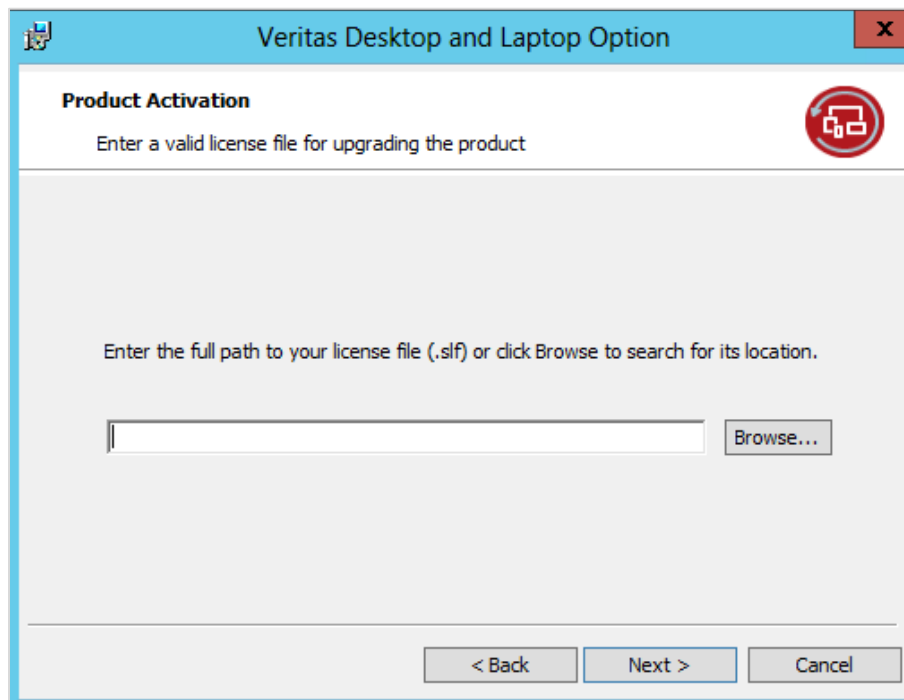 Veritas Desktop and Laptop Option
x
Product Activation
Enter a valid license file for upgrading the product
Enter the full path to your license file (.slf) or click Browse to search for its location.
Browse...
< Back
Next >
Cancel